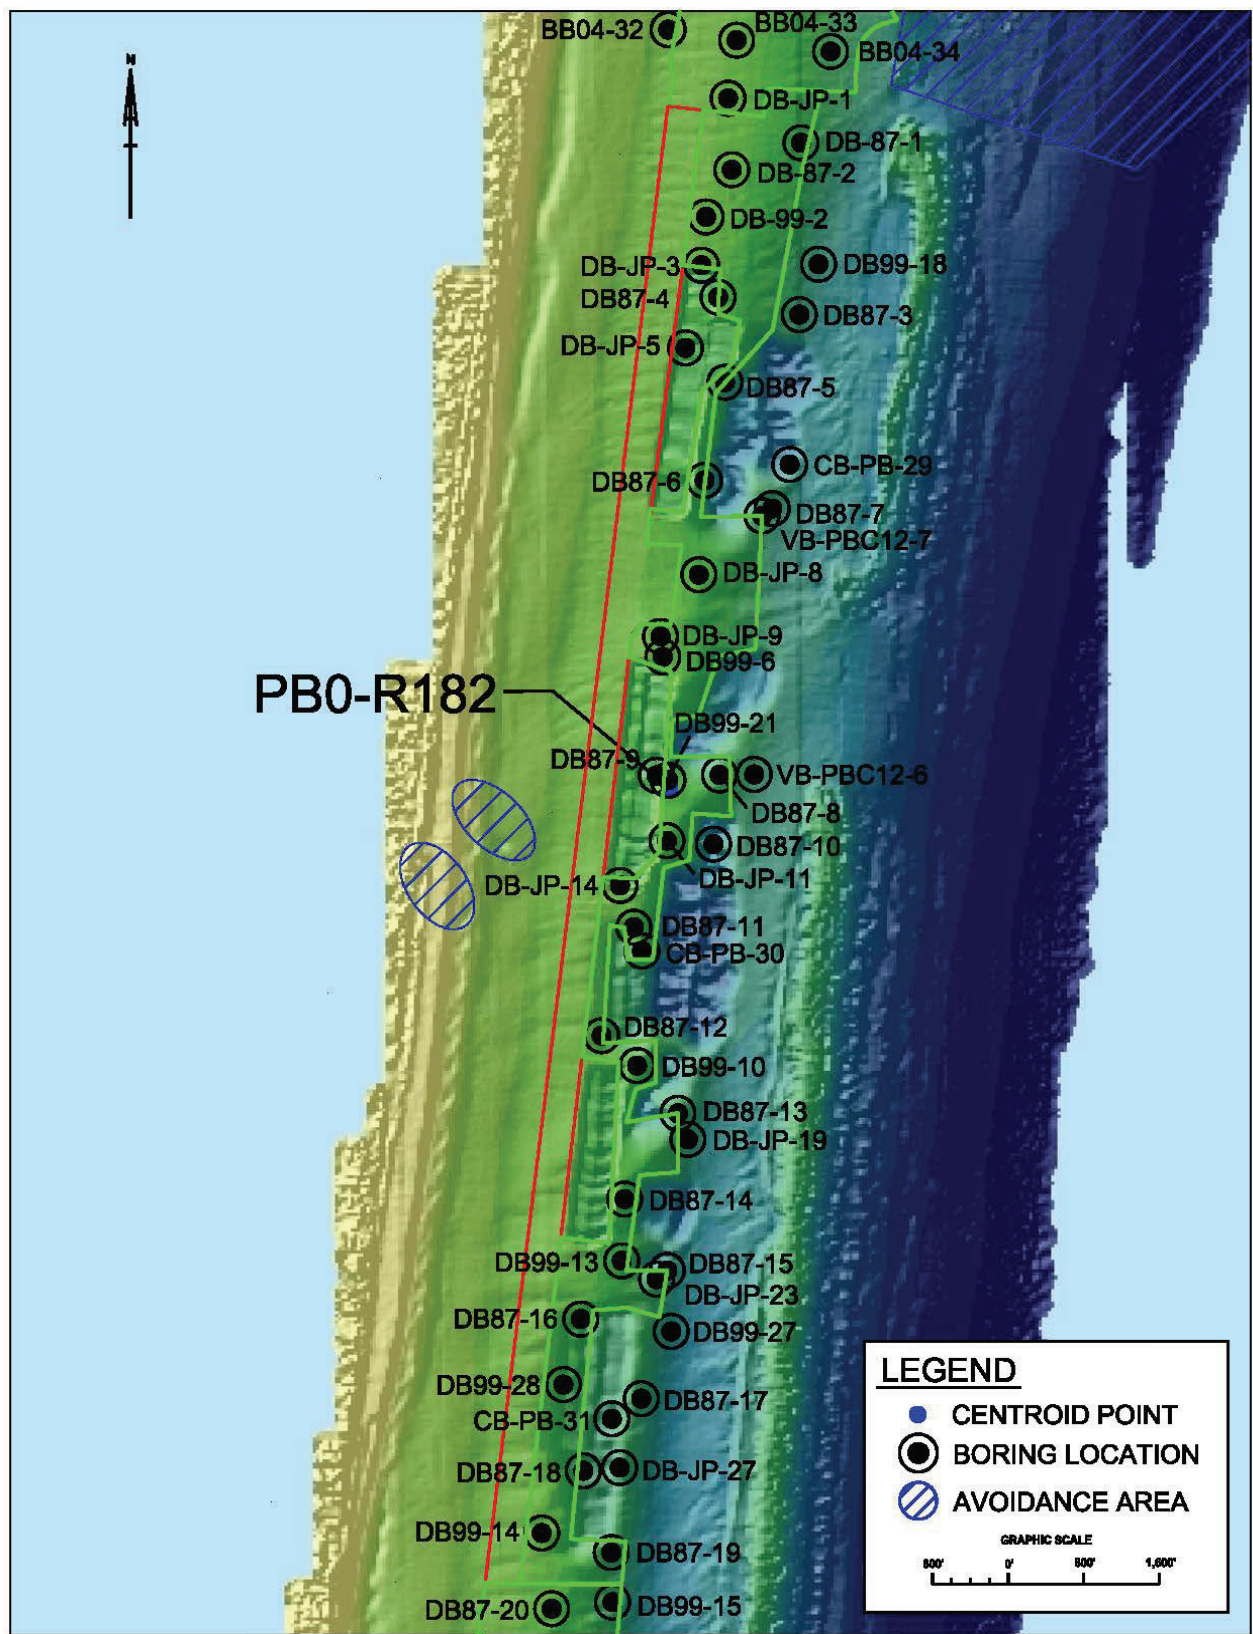 BB04-32
BB04-33
BB04-34
N
DB-JP-1
DB-87-1
DB-87-2
DB-99-2
DB-JP-3
DB99-18
DB87-4
DB87-3
DB-JP-5
DB87-5
CB-PB-29
DB87-6
DB87-7
VB-PBC12-7
DB-JP-8
DB-JP-9
DB99-6
PB0-R182
DB99-21
DB87-9
VB-PBC12-6
DB87-8
DB87-10
DB-JP-11
DB-JP-14
DB87-11
CB-PB-30
DB87-12
DB99-10
DB87-13
DB-JP-19
DB87-14
DB99-13
DB87-15
DB-JP-23
DB87-16
DB99-27
DB99-28
DB87-17
CB-PB-31
DB87-18
DB-JP-27
DB99-14
DB87-19
DB87-20
DB99-15
LEGEND
CENTROID POINT
BORING LOCATION
AVOIDANCE AREA
GRAPHIC SCALE
800' 0' 800' 1,600'